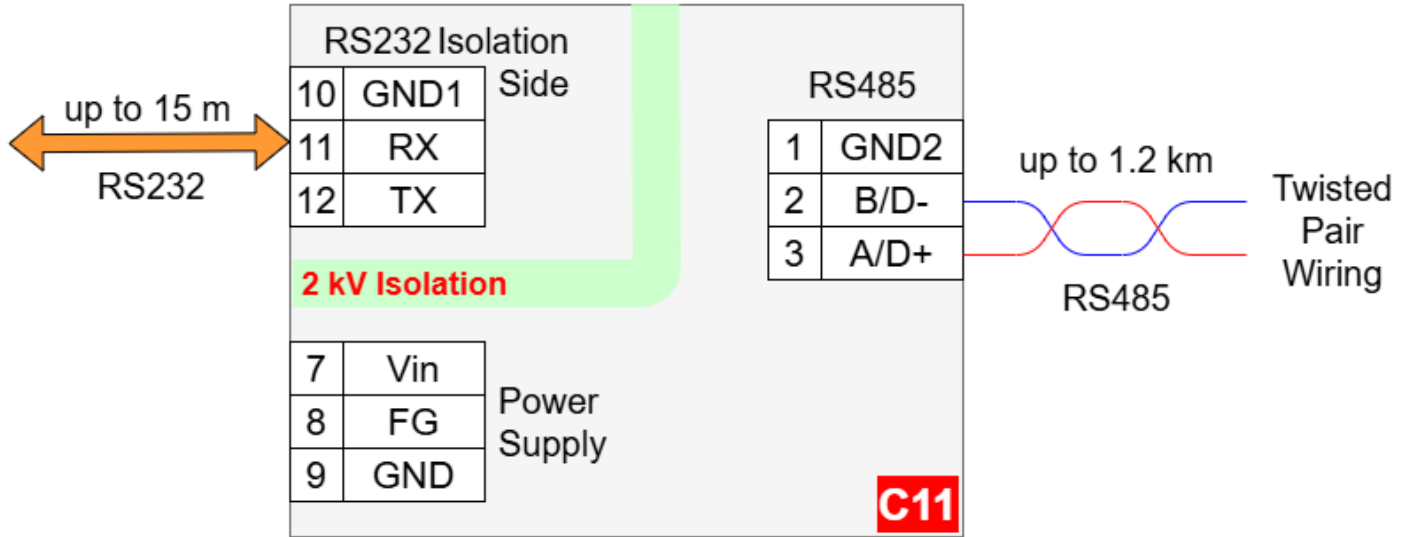 RS232 Isolation
Side
10 GND1
11 RX
12 TX
up to 15 m
RS232
2 kV Isolation
7 Vin
8 FG
9 GND
Power
Supply
RS485
1 GND2
2 B/D-
3 A/D+
up to 1.2 km
RS485
Twisted
Pair
Wiring
C11